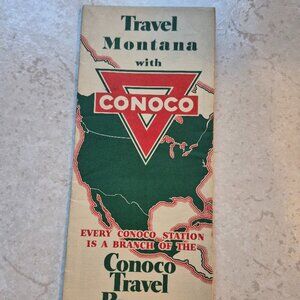 Travel
Montana
with
CONOCO
EVERY CONOCO STATION
IS A BRANCH OF THE
Conoco
Travel